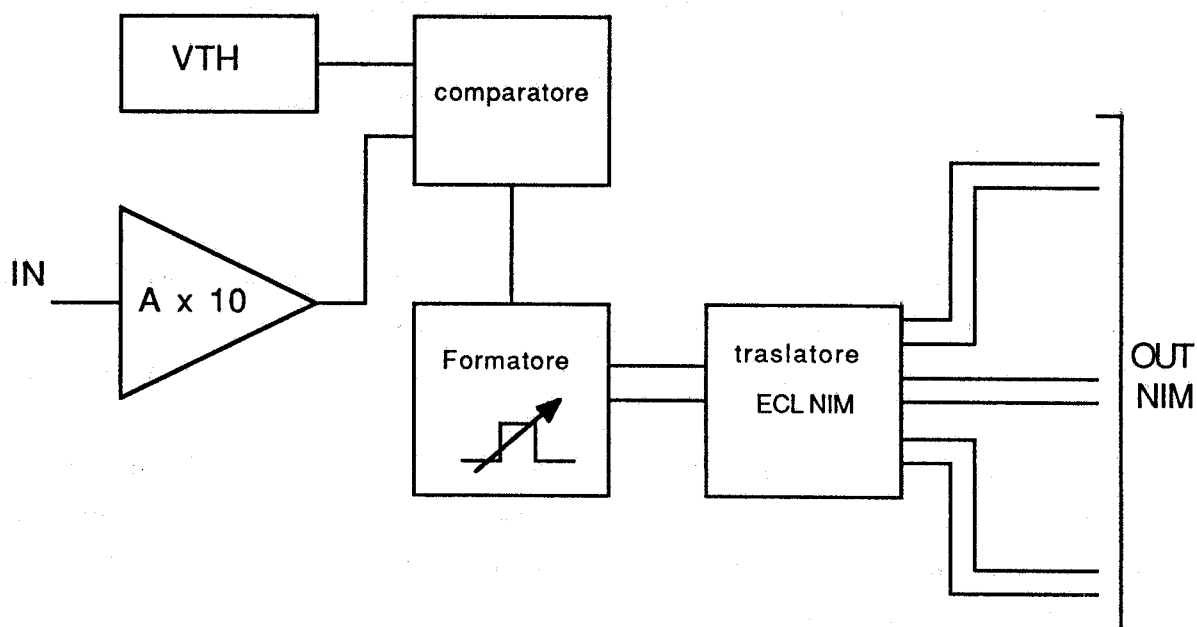 VTH
comparatore
IN
A x 10
Formatore
traslatore
ECL NIM
OUT
NIM